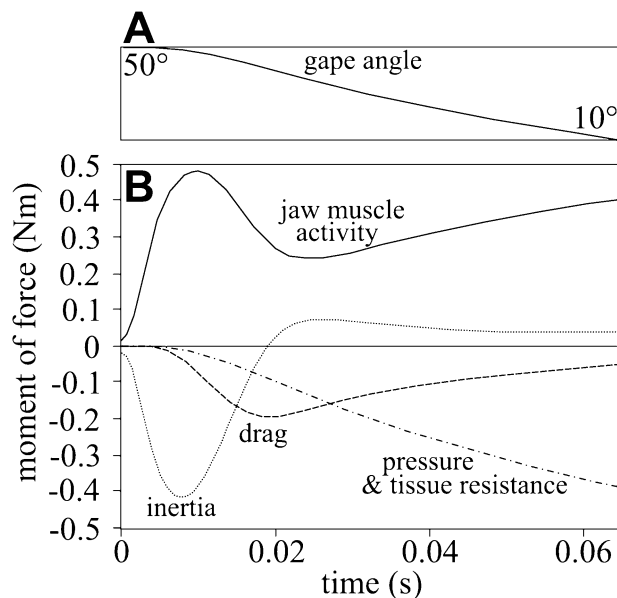 A
50°
gape angle
10°
B
0.5
0.4
0.3
0.2
0.1
0
-0.1
-0.2
-0.3
-0.4
-0.5
moment of force (Nm)
jaw muscle
activity
drag
inertia
pressure
& tissue resistance
0
0.02
0.04
0.06
time (s)